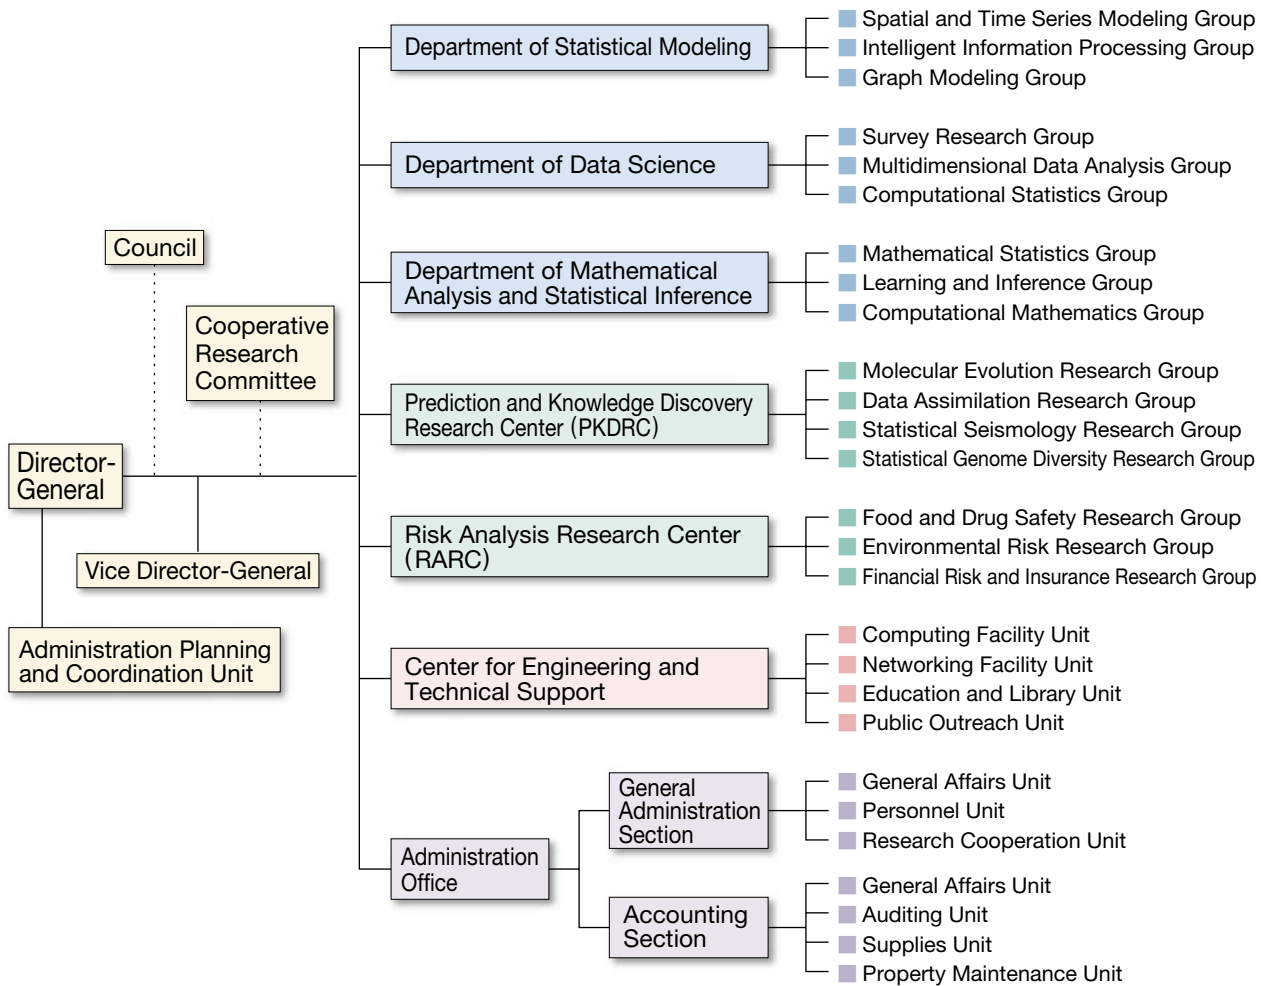 Council
Cooperative
Research
Committee
Director-
General
Vice Director-General
Administration Planning
and Coordination Unit
Department of Statistical Modeling
Spatial and Time Series Modeling Group
Intelligent Information Processing Group
Graph Modeling Group
Department of Data Science
Survey Research Group
Multidimensional Data Analysis Group
Computational Statistics Group
Department of Mathematical
Analysis and Statistical Inference
Mathematical Statistics Group
Learning and Inference Group
Computational Mathematics Group
Prediction and Knowledge Discovery
Research Center (PKDRC)
Molecular Evolution Research Group
Data Assimilation Research Group
Statistical Seismology Research Group
Statistical Genome Diversity Research Group
Risk Analysis Research Center
(RARC)
Food and Drug Safety Research Group
Environmental Risk Research Group
Financial Risk and Insurance Research Group
Center for Engineering and
Technical Support
Computing Facility Unit
Networking Facility Unit
Education and Library Unit
Public Outreach Unit
Administration
Office
General
Administration
Section
General Affairs Unit
Personnel Unit
Research Cooperation Unit
Accounting
Section
General Affairs Unit
Auditing Unit
Supplies Unit
Property Maintenance Unit